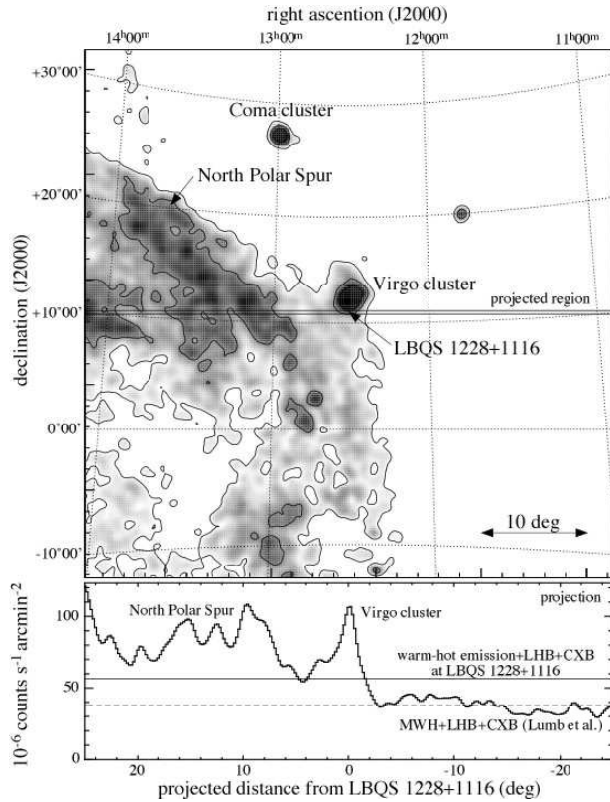 right ascention (J2000)
14h00m 13h00m 12h00m 11h00m
+30°00'
Coma cluster
North Polar Spur
+20°00'
Virgo cluster
projected region
+10°00'
LBQS 1228+1116
declination (J2000)
0°00'
10 deg
-10°00'
projection
100
North Polar Spur
Virgo cluster
warm-hot emission+LHB+CXB
at LBQS 1228+1116
50
MWH+LHB+CXB (Lumb et al.)
0
10-6 counts s-1 arcmin-2
20 10 0 -10 -20
projected distance from LBQS 1228+1116 (deg)